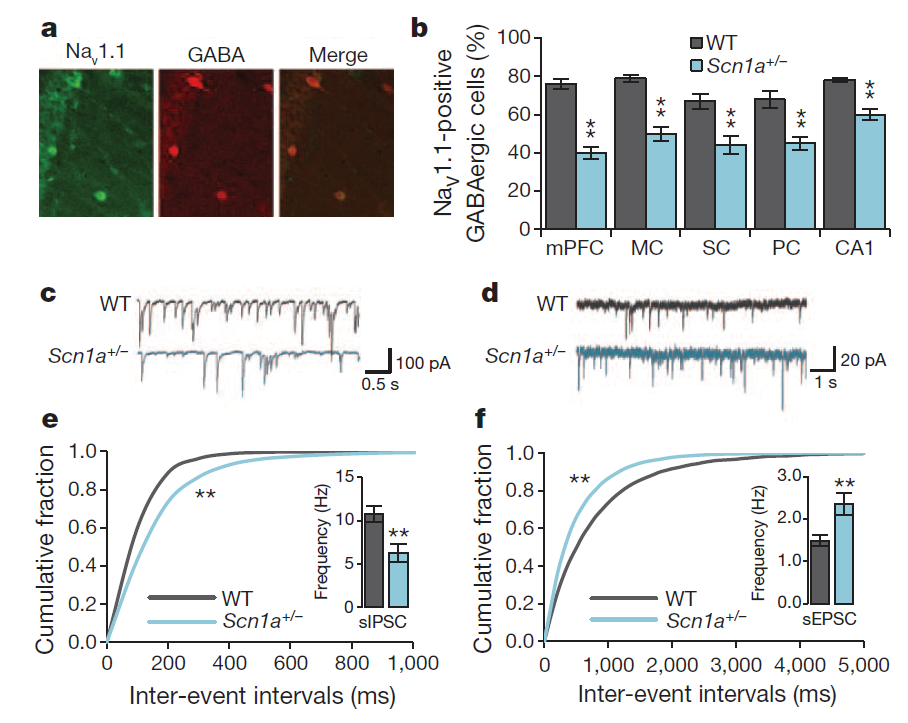 a
Nav1.1 GABA Merge
b
Nav1.1-positive
GABAergic cells (%)
100
80
60
40
20
0
WT
Scn1a+/–
** ** ** ** **
mPFC MC SC PC CA1
c
WT
Scn1a+/–
100 pA
0.5 s
d
WT
Scn1a+/–
20 pA
1 s
e
Cumulative fraction
1.0
0.8
0.6
0.4
0.2
0.0
**
WT
Scn1a+/–
Frequency (Hz)
15
10
5
0
**
sIPSC
0 200 400 600 800 1,000
Inter-event intervals (ms)
f
Cumulative fraction
1.0
0.8
0.6
0.4
0.2
0.0
**
WT
Scn1a+/–
Frequency (Hz)
3.0
2.0
1.0
0.0
**
sEPSC
0 1,000 2,000 3,000 4,000 5,000
Inter-event intervals (ms)